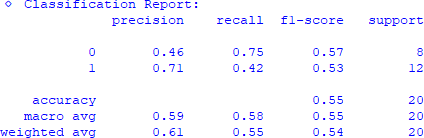 ◇ Classification Report:
precision recall f1-score support
0 0.46 0.75 0.57 8
1 0.71 0.42 0.53 12
accuracy 0.55 20
macro avg 0.59 0.58 0.55 20
weighted avg 0.61 0.55 0.54 20